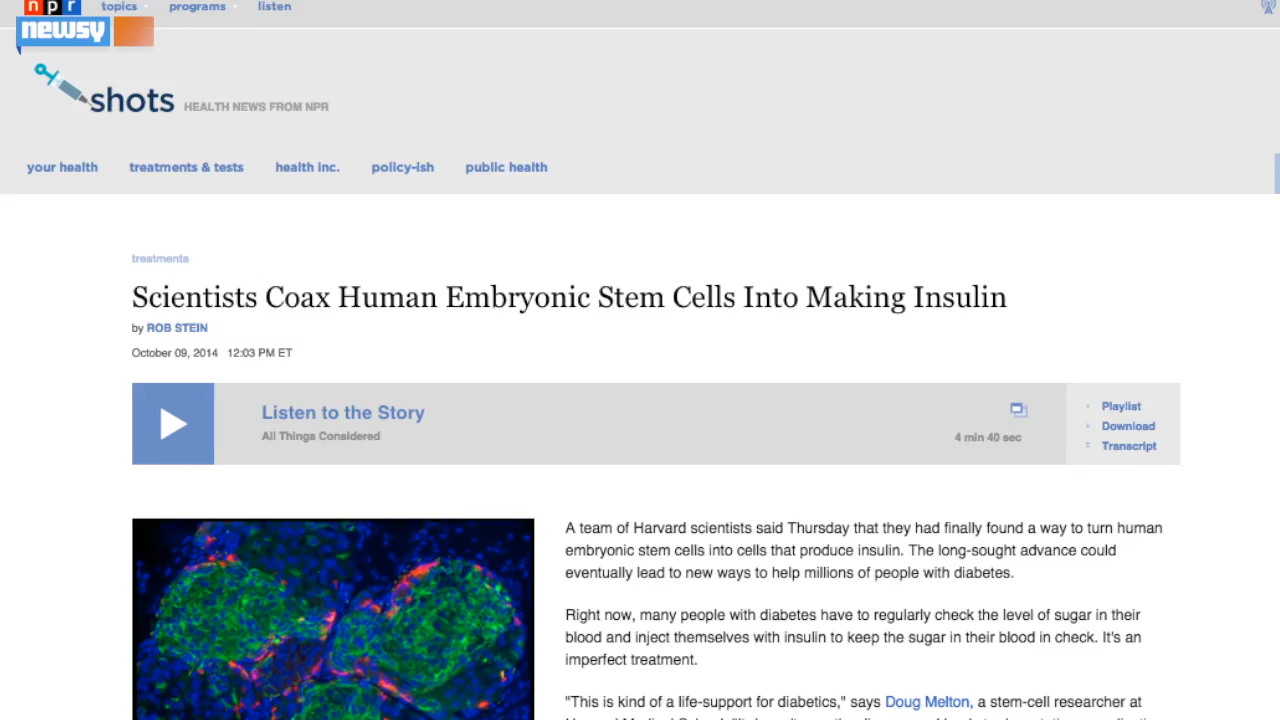 npr topics programs listen
newsy
shots HEALTH NEWS FROM NPR
your health treatments & tests health inc. policy-ish public health
treatments
Scientists Coax Human Embryonic Stem Cells Into Making Insulin
by ROB STEIN
October 09, 2014 12:03 PM ET
Listen to the Story
All Things Considered
4 min 40 sec
Playlist
Download
Transcript
A team of Harvard scientists said Thursday that they had finally found a way to turn human
embryonic stem cells into cells that produce insulin. The long-sought advance could
eventually lead to new ways to help millions of people with diabetes.
Right now, many people with diabetes have to regularly check the level of sugar in their
blood and inject themselves with insulin to keep the sugar in their blood in check. It's an
imperfect treatment.
"This is kind of a life-support for diabetics," says Doug Melton, a stem-cell researcher at